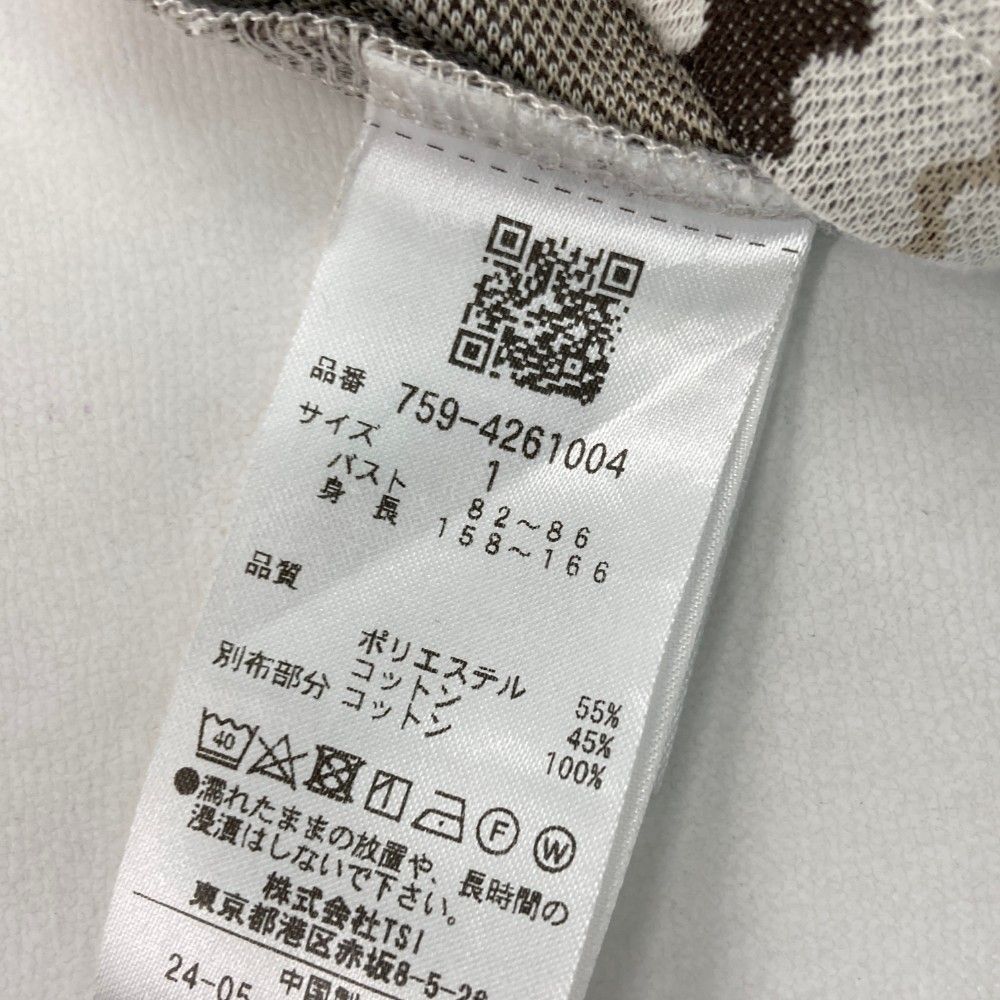 品番 759-4261004
サイズ 1
バスト 82～86
身長 158～166
品質
ポリエステル 55%
コットン 45%
別布部分 コットン 100%
40
F W
●濡れたままの放置や、長時間の
浸漬はしないで下さい。
株式会社TSI
東京都港区赤坂8-5-28
24-05 中国製